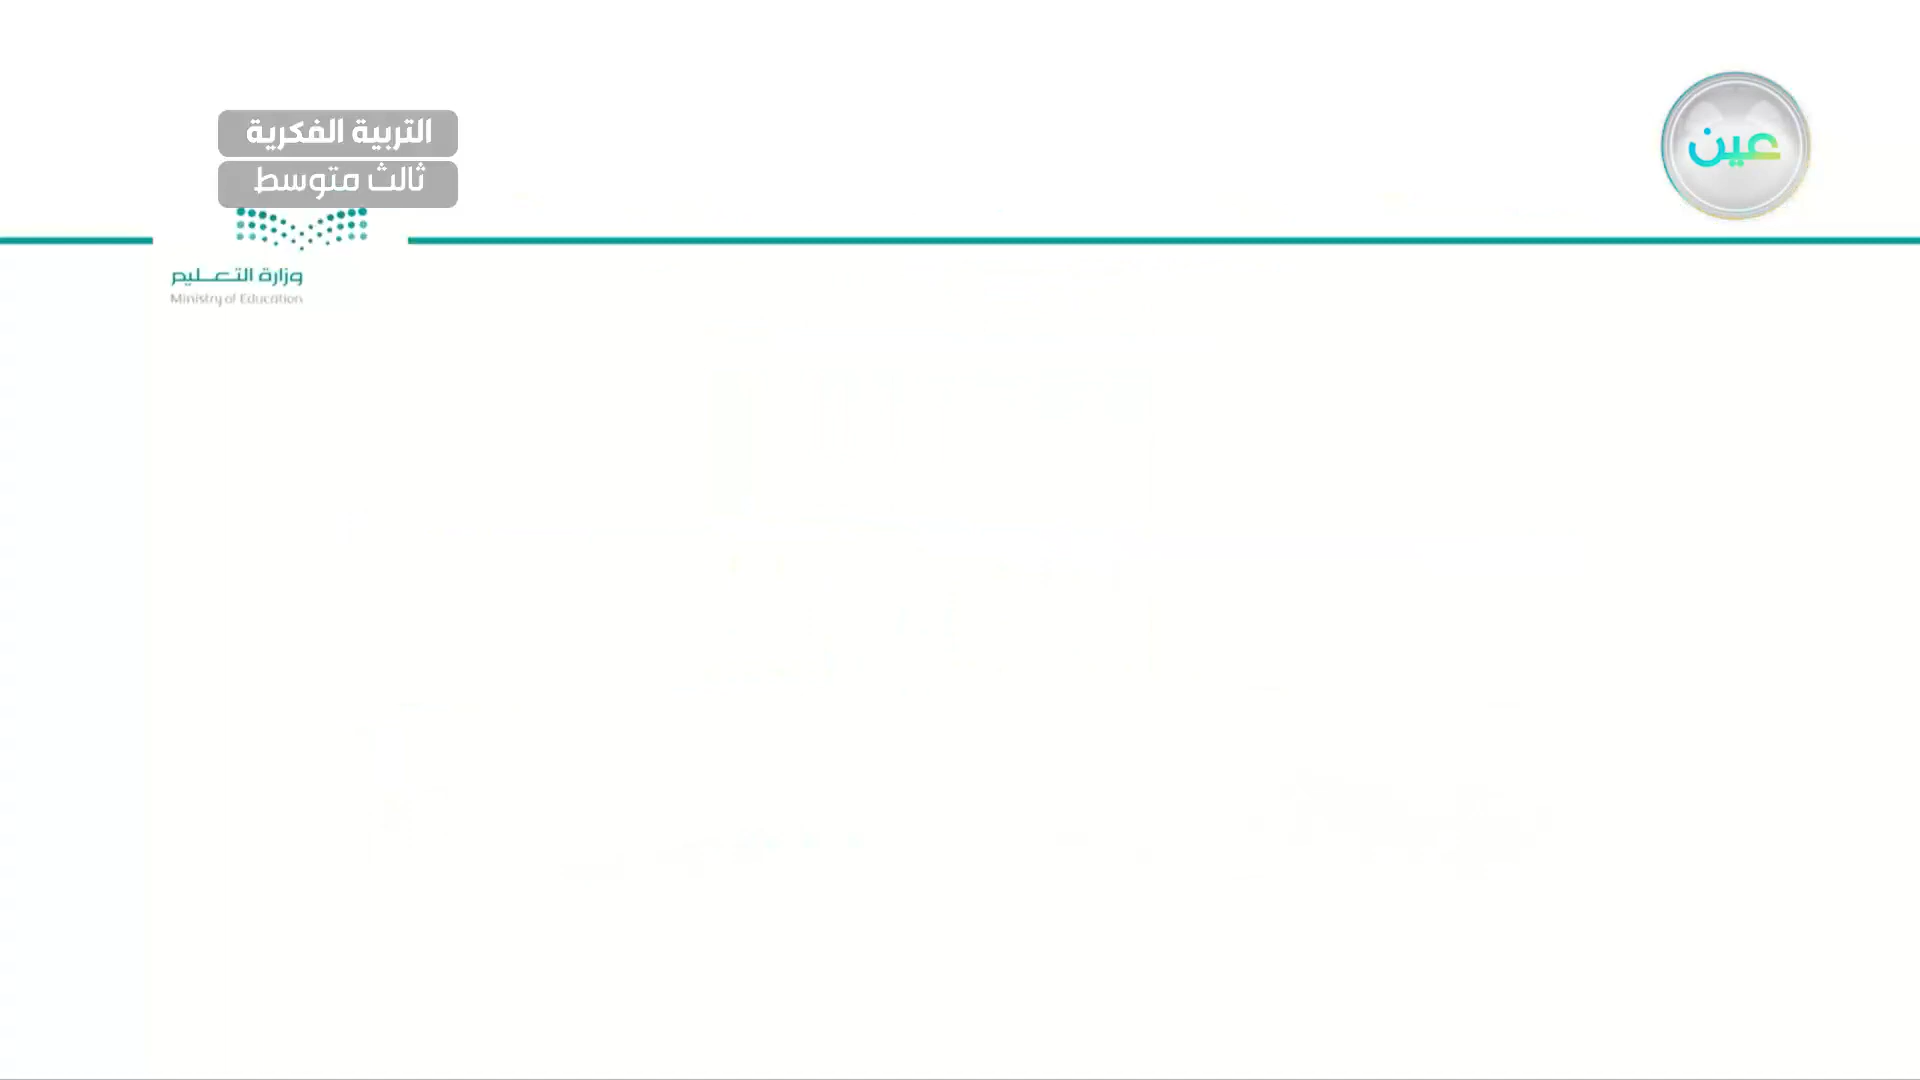 التربية الفكرية
ثالث متوسط
عين
وزارة التعليم
Ministry of Education